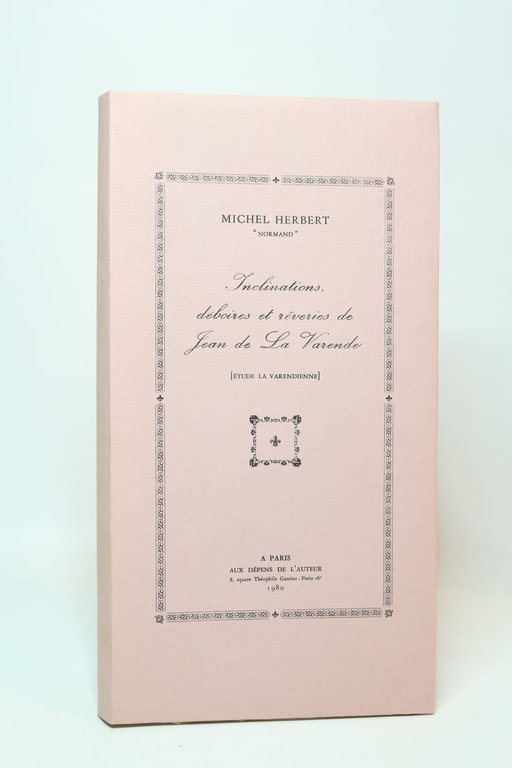 MICHEL HERBERT
"NORMAND"
Inclinations,
déboires et rêveries de
Jean de La Varende
[ÉTUDE LA VARENDIENNE]
A PARIS
AUX DÉPENS DE L'AUTEUR
8, square Théophile Gautier - Paris 16e
1980